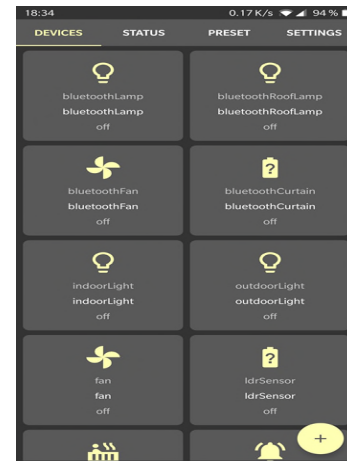 18:34 0.17 K/s 94 %
DEVICES STATUS PRESET SETTINGS
bluetoothLamp
bluetoothLamp
off
bluetoothRoofLamp
bluetoothRoofLamp
off
bluetoothFan
bluetoothFan
off
bluetoothCurtain
bluetoothCurtain
off
indoorLight
indoorLight
off
outdoorLight
outdoorLight
off
fan
fan
off
ldrSensor
ldrSensor
off
+